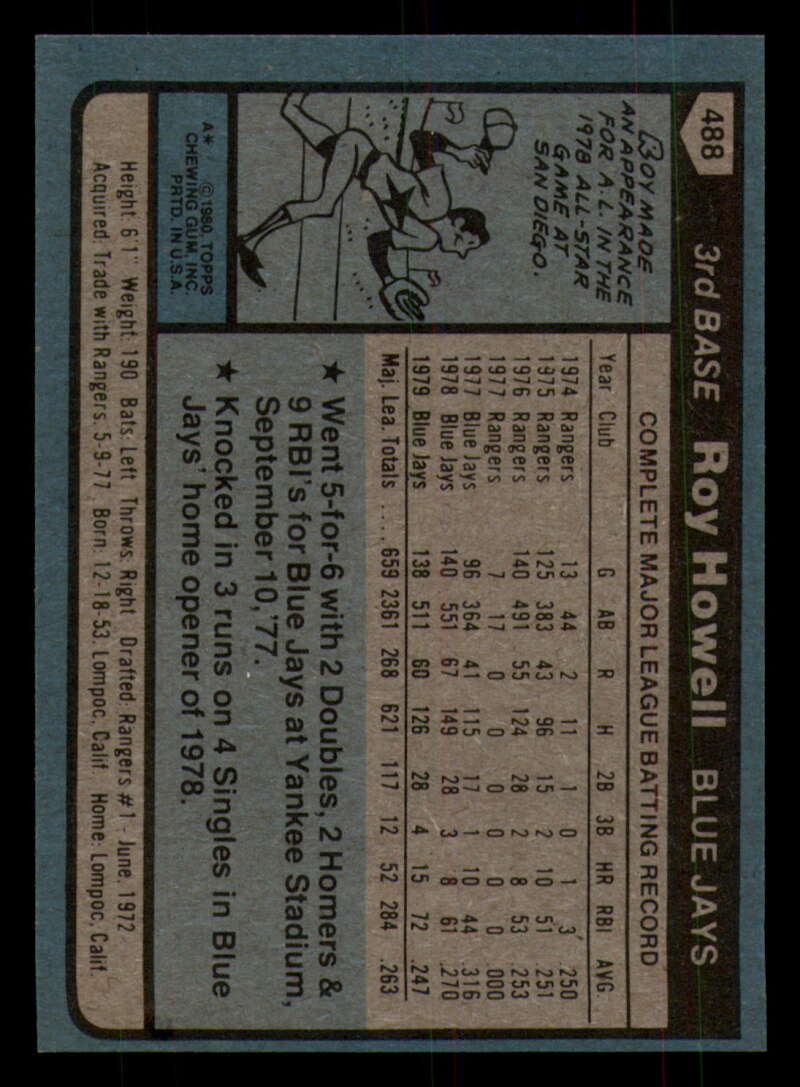 488 3rd BASE Roy Howell BLUE JAYS
ROY MADE
AN APPEARANCE
FOR A.L. IN THE
1978 ALL-STAR
GAME AT
SAN DIEGO.
A* ©1980 TOPPS
CHEWING GUM, INC.
PRTD. IN U.S.A.
COMPLETE MAJOR LEAGUE BATTING RECORD
Year Club G AB R H 2B 3B HR RBI AVG.
1974 Rangers 13 44 2 11 1 0 1 3 .250
1975 Rangers 125 383 43 96 15 2 10 51 .251
1976 Rangers 140 491 55 124 28 2 8 53 .253
1977 Rangers 7 17 0 0 0 0 0 0 .000
1977 Blue Jays 96 364 41 115 17 1 10 44 .316
1978 Blue Jays 140 551 67 149 28 3 8 61 .270
1979 Blue Jays 138 511 60 126 28 4 15 72 .247
Maj. Lea. Totals .... 659 2361 268 621 117 12 52 284 .263
★ Went 5-for-6 with 2 Doubles, 2 Homers &
9 RBI's for Blue Jays at Yankee Stadium,
September 10, '77.
★ Knocked in 3 runs on 4 Singles in Blue
Jays' home opener of 1978.
Height: 6'1" Weight: 190 Bats: Left Throws: Right Drafted: Rangers #1 - June, 1972
Acquired: Trade with Rangers, 5-9-77 Born: 12-18-53, Lompoc, Calif. Home: Lompoc, Calif.